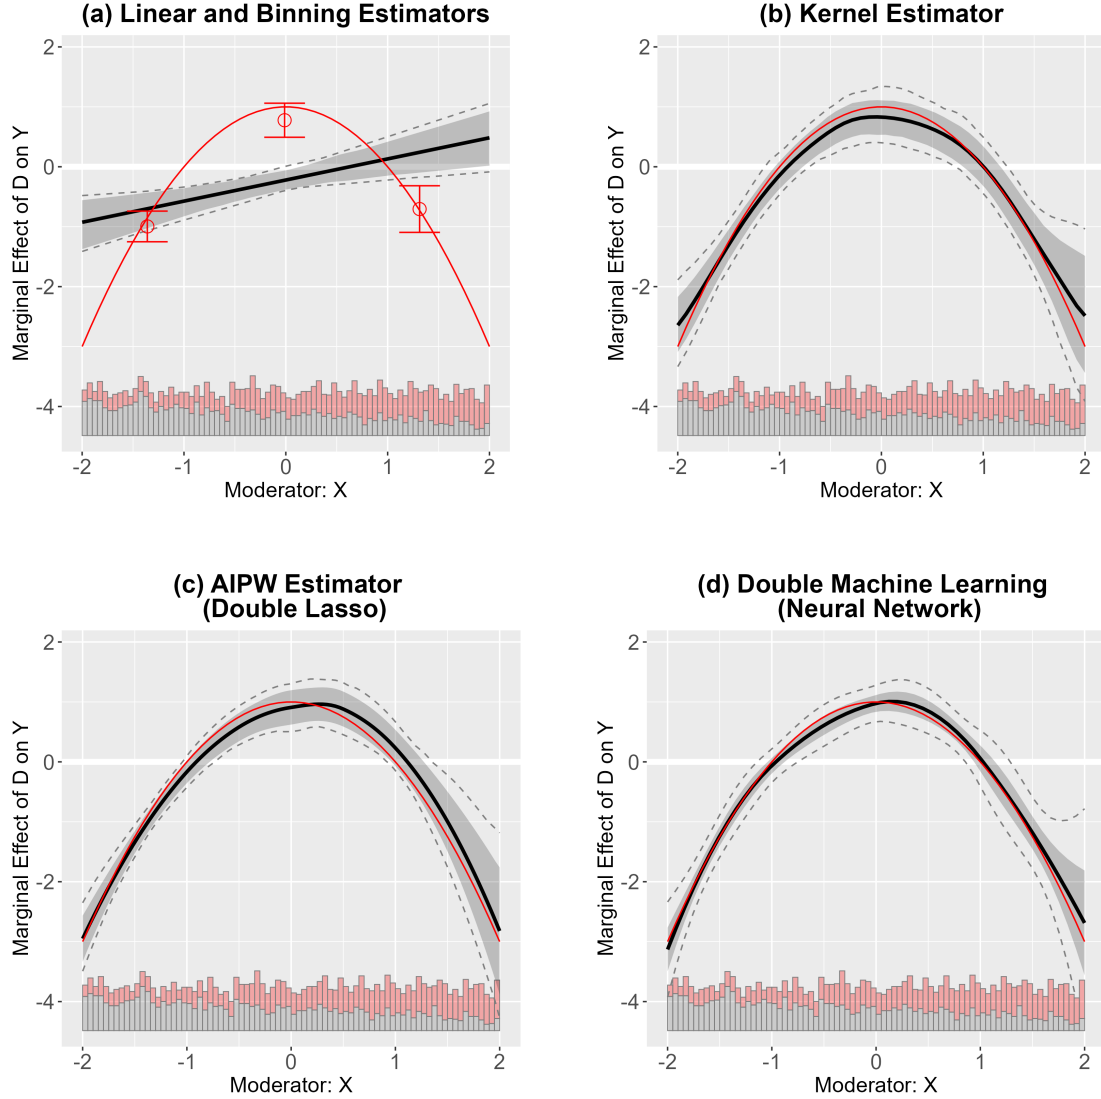 (a) Linear and Binning Estimators
Marginal Effect of D on Y
2
0
-2
-4
-2 -1 0 1 2
Moderator: X
(b) Kernel Estimator
Marginal Effect of D on Y
2
0
-2
-4
-2 0 1 2
Moderator: X
(c) AIPW Estimator
(Double Lasso)
Marginal Effect of D on Y
2
0
-2
-4
-2 -1 0 1 2
Moderator: X
(d) Double Machine Learning
(Neural Network)
Marginal Effect of D on Y
2
0
-2
-4
-2 -1 0 1 2
Moderator: X